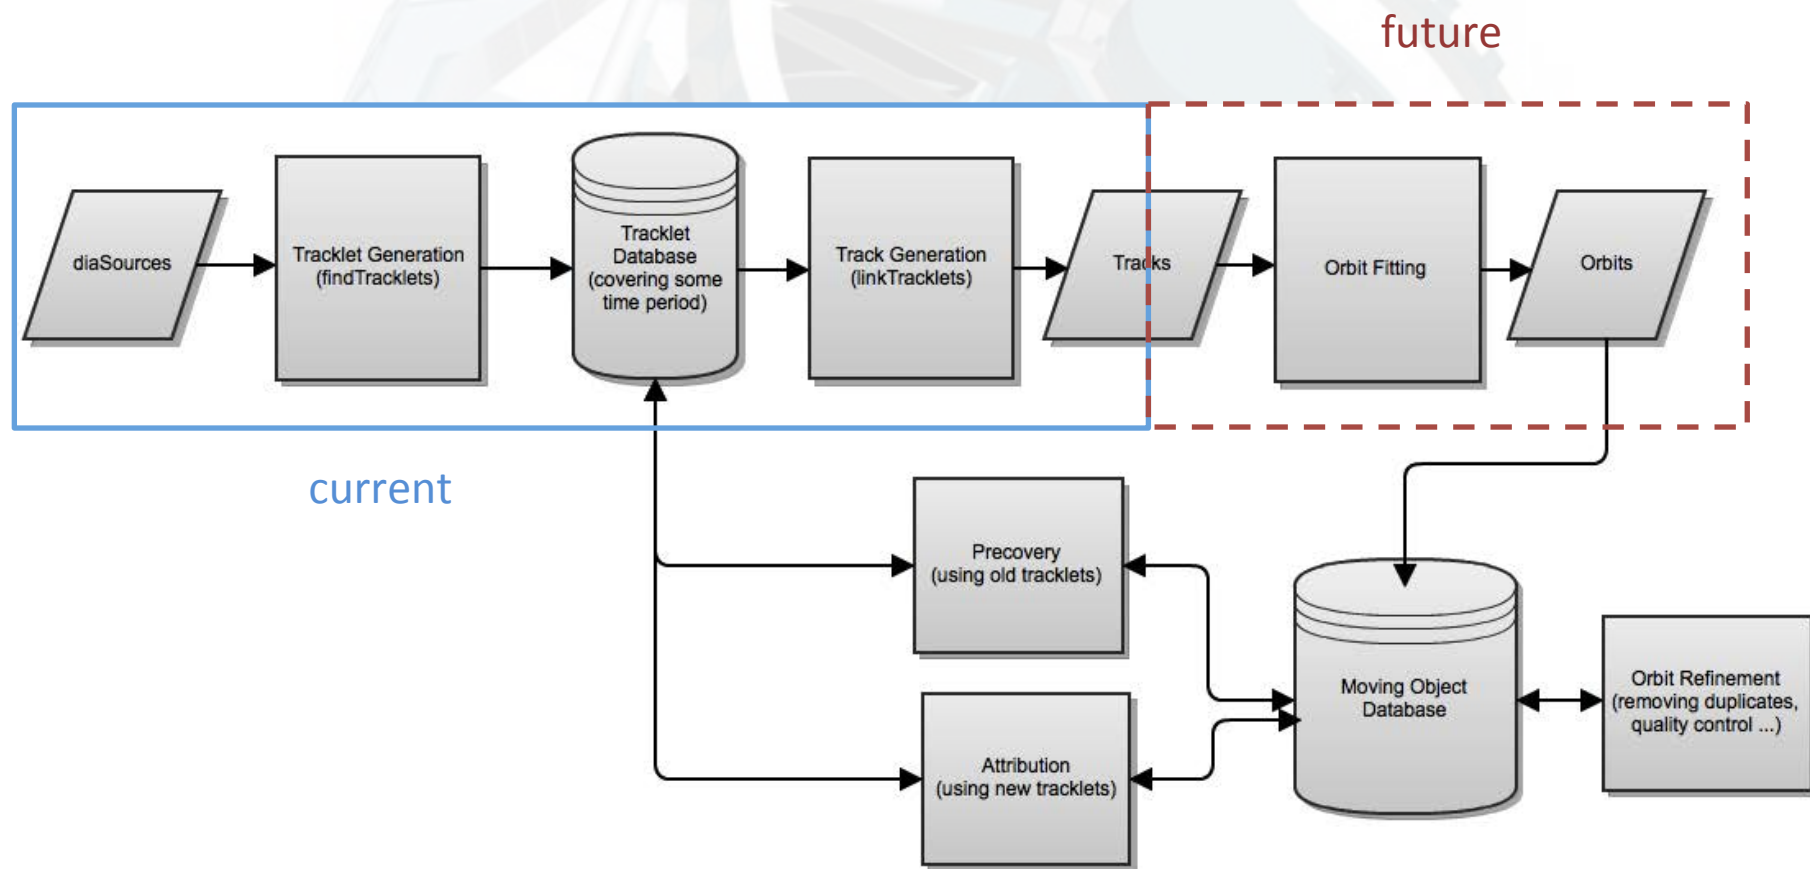 future
diaSources
Tracklet Generation
(findTracklets)
Tracklet
Database
(covering some
time period)
Track Generation
(linkTracklets)
Tracks
Orbit Fitting
Orbits
current
Precovery
(using old tracklets)
Attribution
(using new tracklets)
Moving Object
Database
Orbit Refinement
(removing duplicates,
quality control ...)